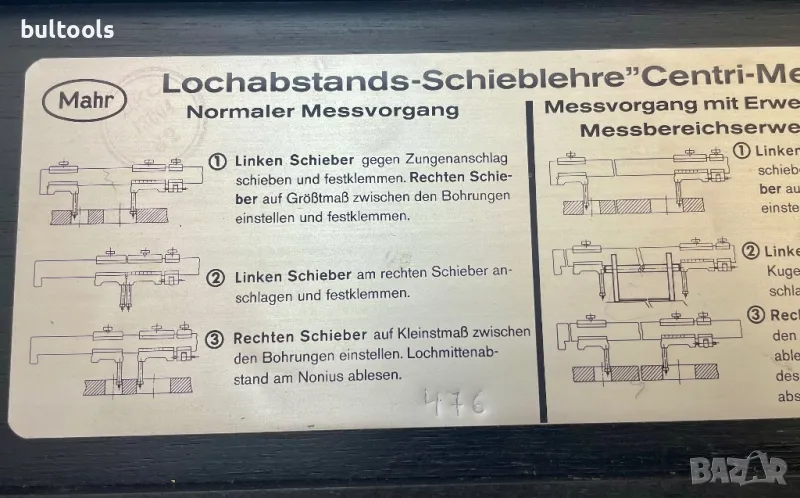 bultools
Mahr
Lochabstands-Schieblehre"Centri-Me
Normaler Messvorgang
① Linken Schieber gegen Zungenanschlag
schieben und festklemmen. Rechten Schie-
ber auf Größtmaß zwischen den Bohrungen
einstellen und festklemmen.
② Linken Schieber am rechten Schieber an-
schlagen und festklemmen.
③ Rechten Schieber auf Kleinstmaß zwischen
den Bohrungen einstellen. Lochmittenab-
stand am Nonius ablesen.
476
Messvorgang mit Erwe
Messbereichserwe
① Linken
schieb
ber au
einste
② Linke
Kuge
schla
③ Rech
den
able
des
abs
BAZAR